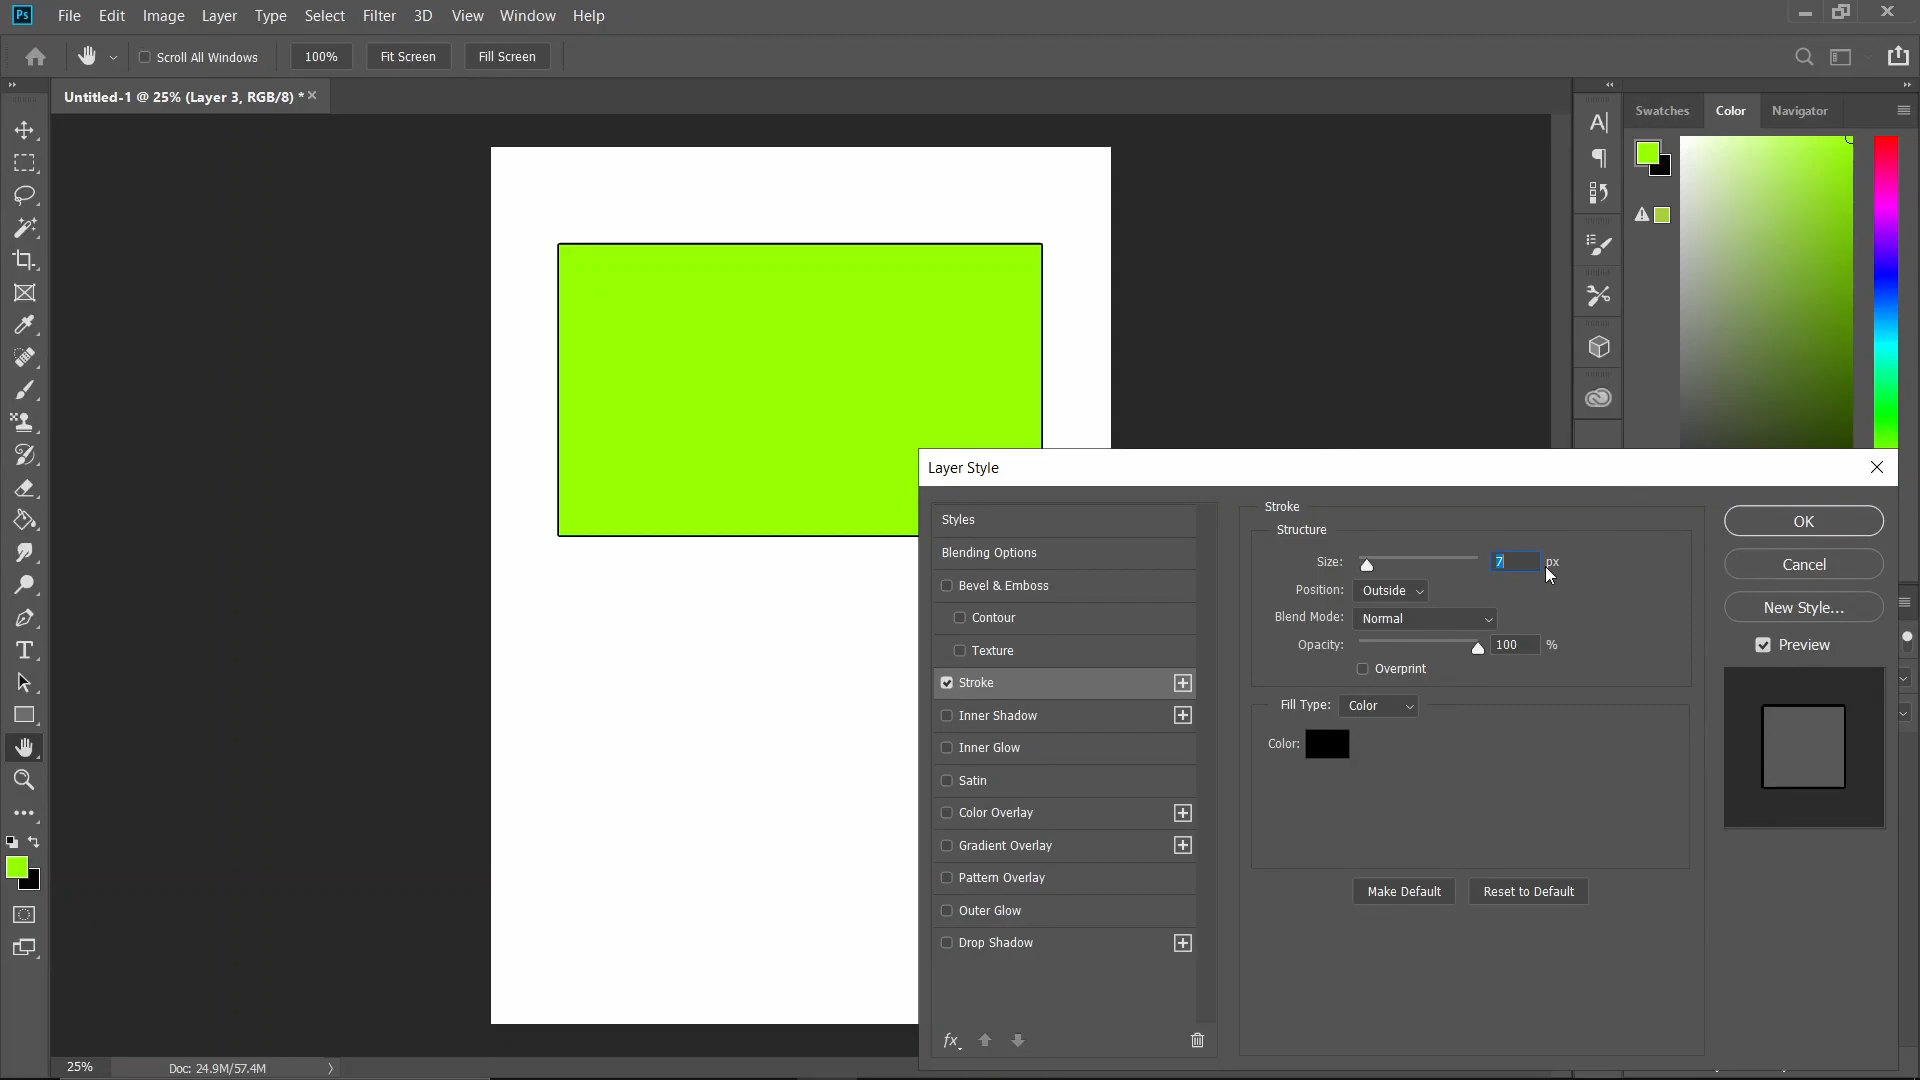 Ps File Edit Image Layer Type Select Filter 3D View Window Help
Scroll All Windows 100% Fit Screen Fill Screen
Untitled-1 @ 25% (Layer 3, RGB/8) *
Swatches Color Navigator
Layer Style
Styles
Blending Options
Bevel & Emboss
Contour
Texture
Stroke
Inner Shadow
Inner Glow
Satin
Color Overlay
Gradient Overlay
Pattern Overlay
Outer Glow
Drop Shadow
fx
Stroke
Structure
Size: 7 px
Position: Outside
Blend Mode: Normal
Opacity: 100 %
Overprint
Fill Type: Color
Color:
Make Default Reset to Default
OK
Cancel
New Style...
Preview
25% Doc: 24.9M/57.4M